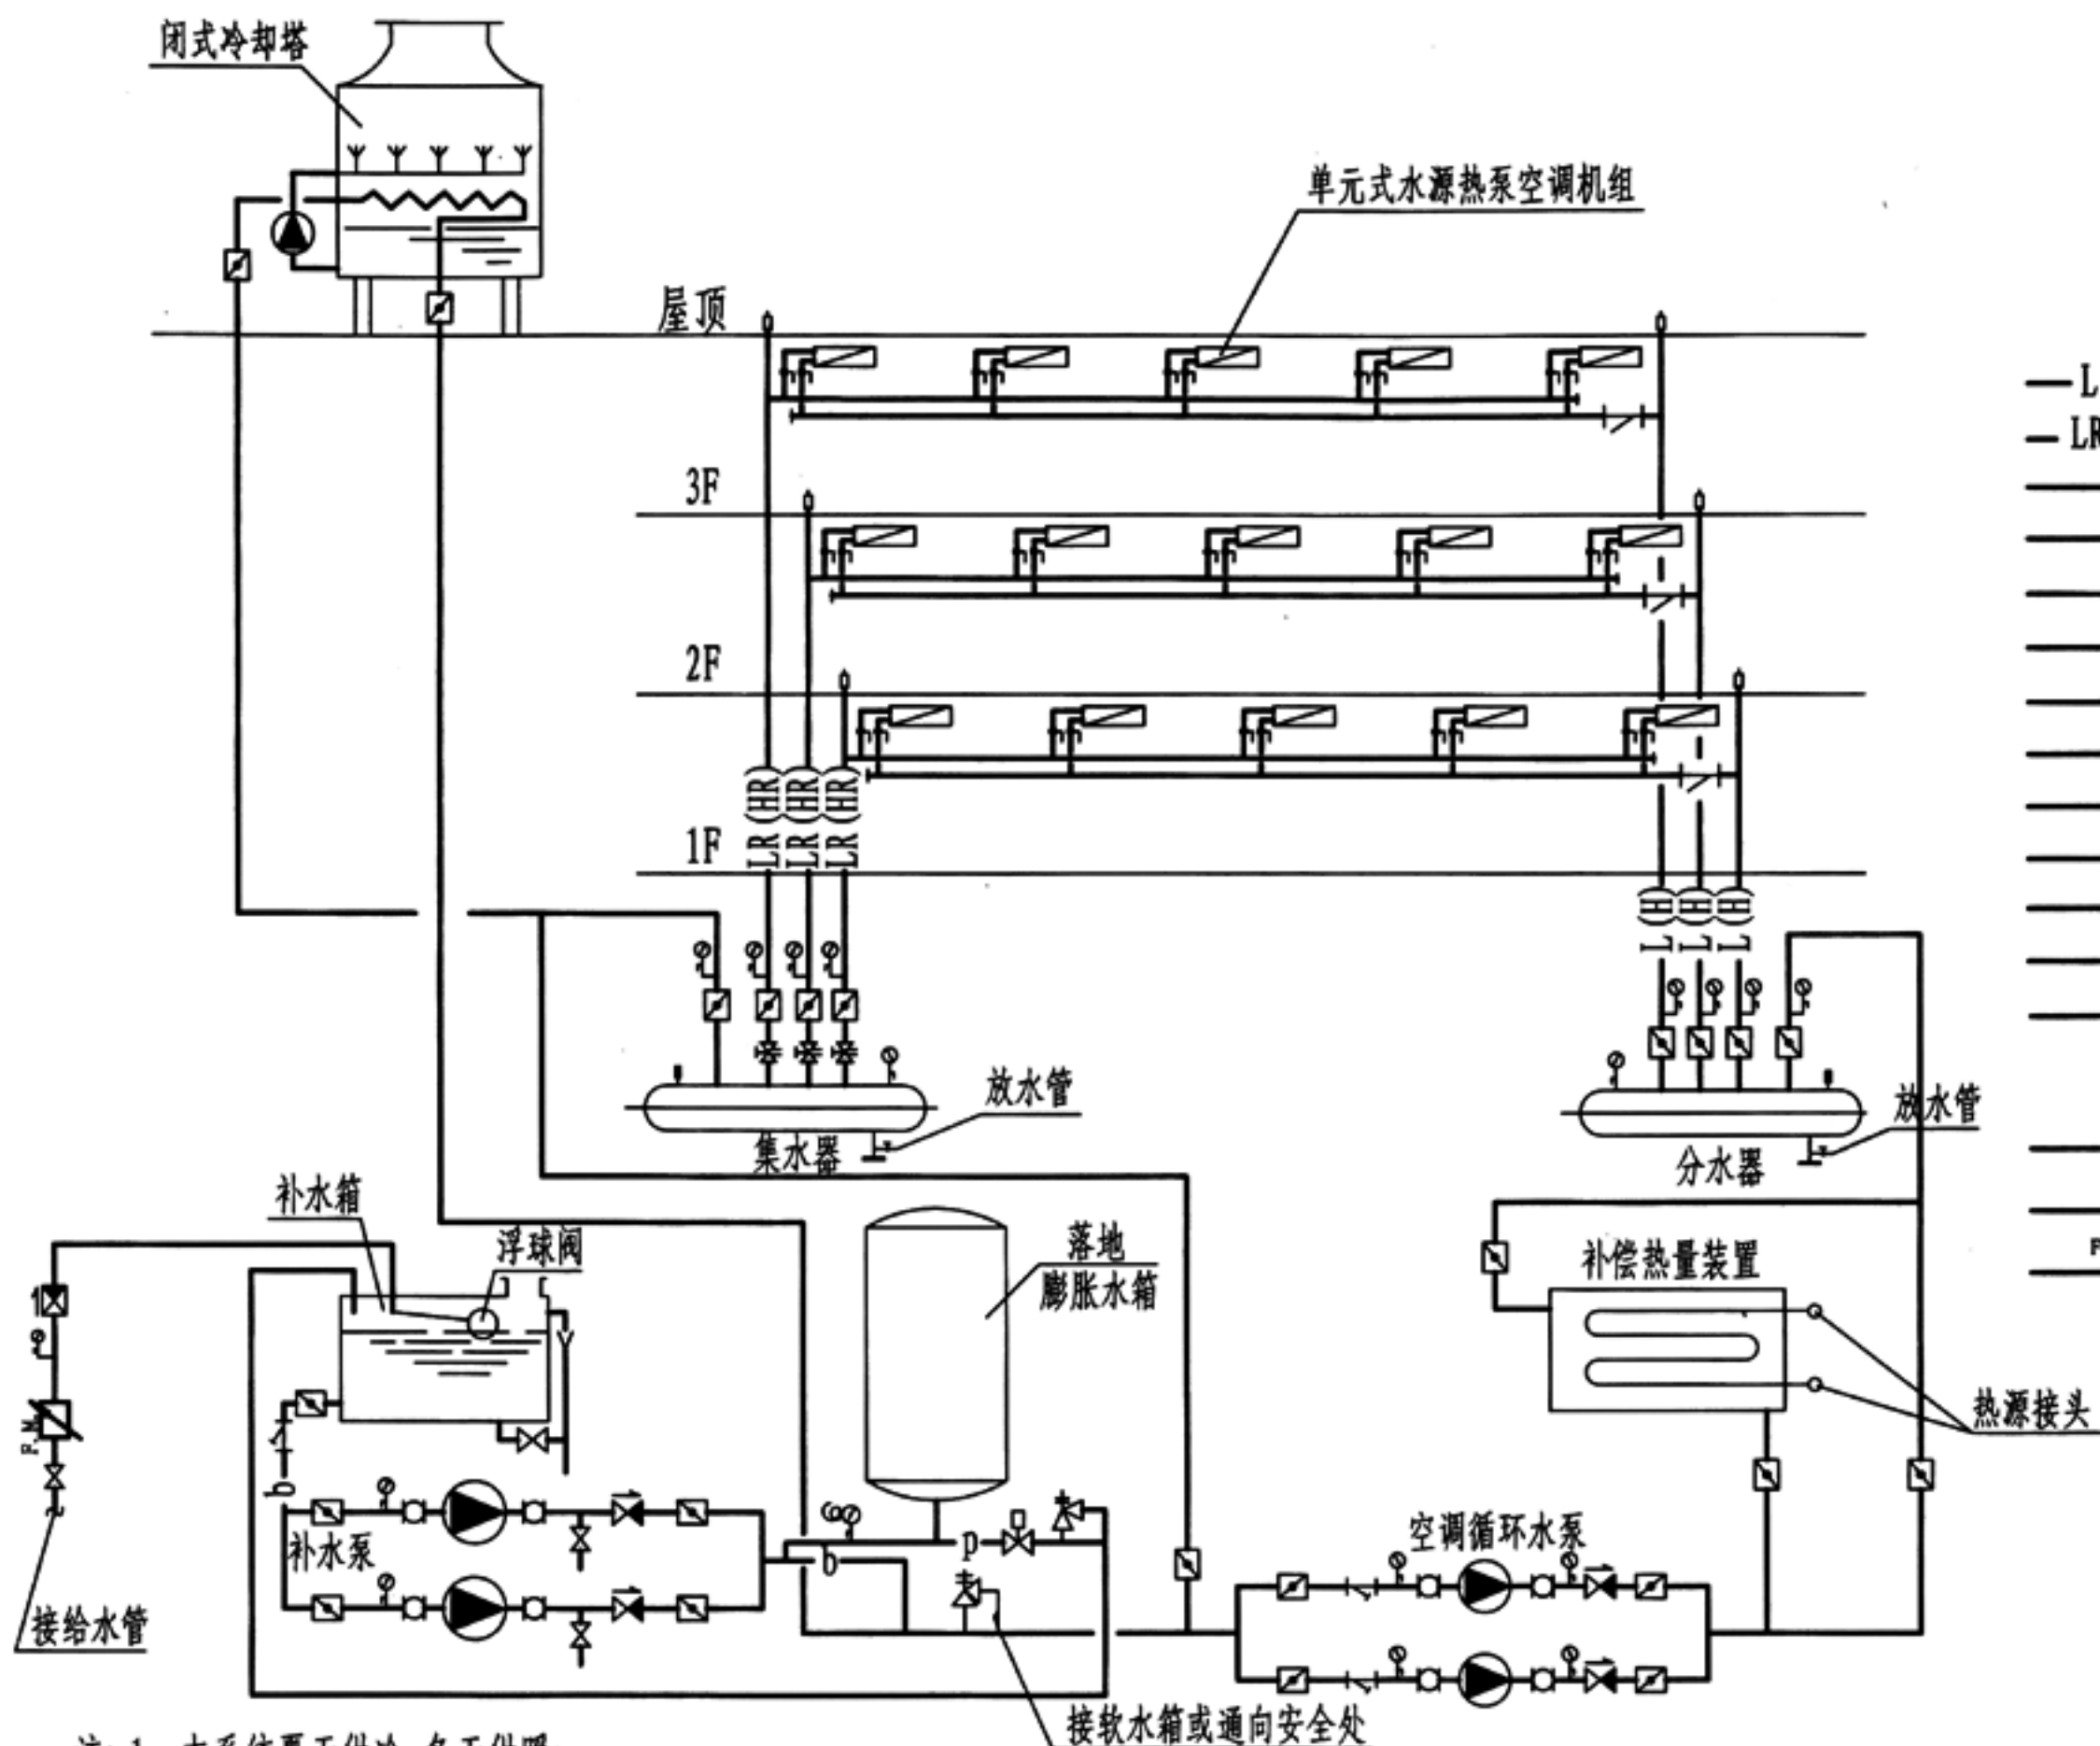 闭式冷却塔
单元式水源热泵空调机组
屋顶
L
LR
3F
2F
LR(HR)
LR(HR)
LR(HR)
1F
L(H)
L(H)
L(H)
放水管
放水管
集水器
分水器
补水箱
浮球阀
落地
膨胀水箱
补偿热量装置
热源接头
F.M
b
补水泵
p
b
空调循环水泵
接给水管
接软水箱或通向安全处